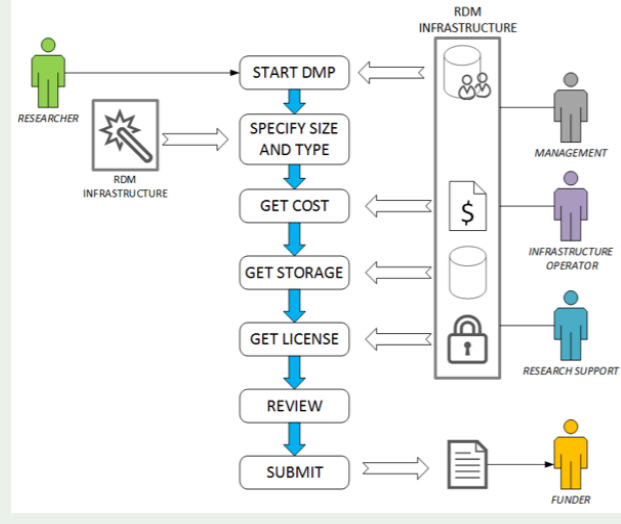 RDM
INFRASTRUCTURE
START DMP
RESEARCHER
SPECIFY SIZE
AND TYPE
MANAGEMENT
RDM
INFRASTRUCTURE
GET COST
$
INFRASTRUCTURE
OPERATOR
GET STORAGE
GET LICENSE
RESEARCH SUPPORT
REVIEW
SUBMIT
FUNDER